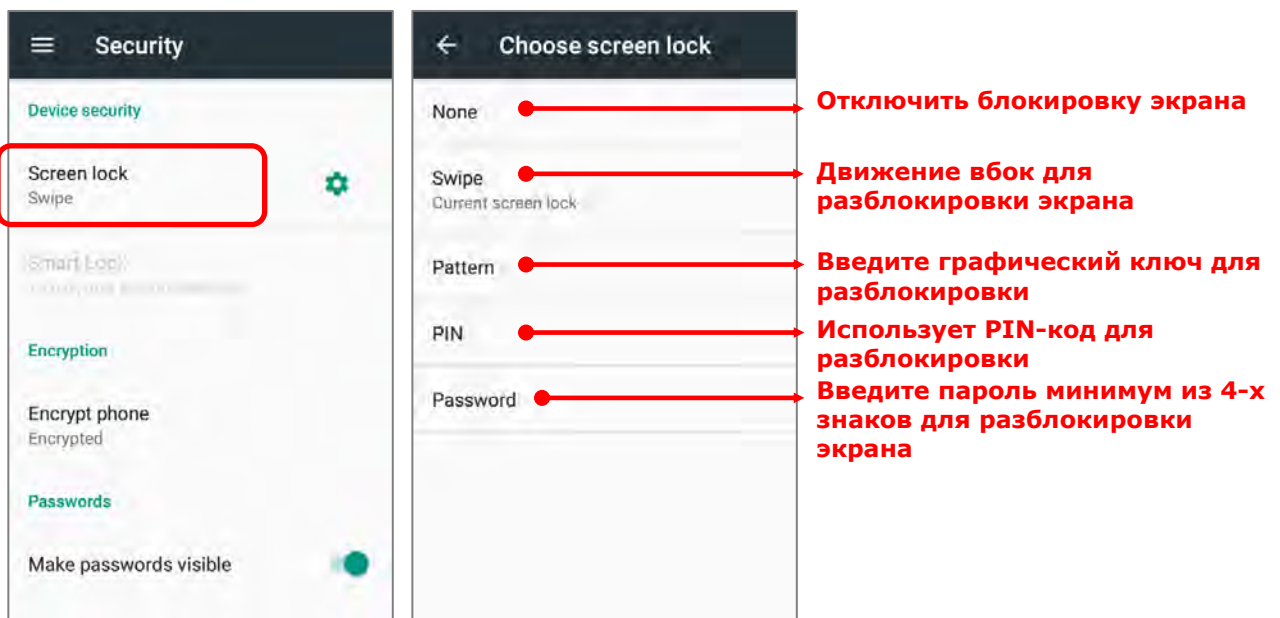 Security
Device security
Screen lock
Swipe
Smart Lock
Encryption
Encrypt phone
Encrypted
Passwords
Make passwords visible
Choose screen lock
None
Swipe
Current screen lock
Pattern
PIN
Password
Отключить блокировку экрана
Движение вбок для
разблокировки экрана
Введите графический ключ для
разблокировки
Использует PIN-код для
разблокировки
Введите пароль минимум из 4-х
знаков для разблокировки
экрана